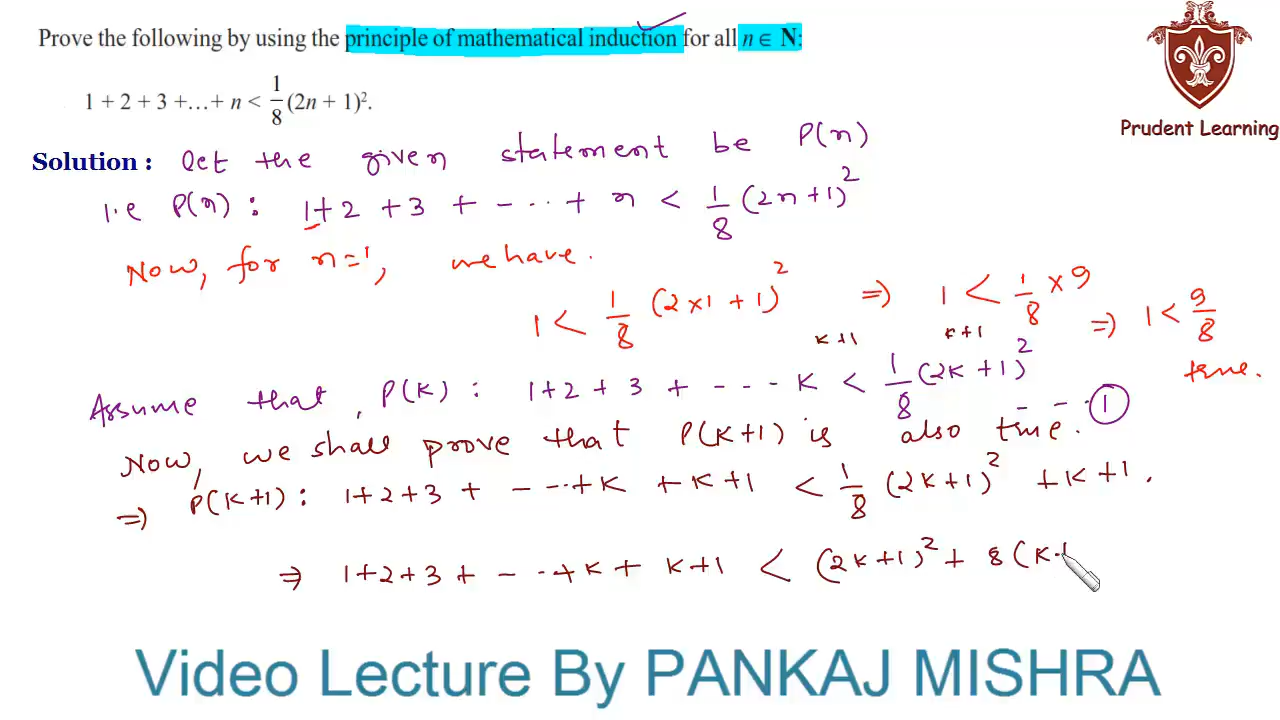 Prove the following by using the principle of mathematical induction for all n ∈ N:
1 + 2 + 3 +...+ n < 1/8 (2n + 1)².
Prudent Learning
Solution : Let the given statement be P(n)
i.e P(n) : 1+2 +3 + - - .. + n < 1/8 (2n+1)²
Now, for n=1, we have.
1 < 1/8 (2×1 + 1)² ⇒ 1 < 1/8 × 9 ⇒ 1 < 9/8
true.
k+1 k+1
Assume that, P(k) : 1+2 + 3 + - - - - k < 1/8 (2k +1)² - - - ①
Now, we shall prove that P(k+1) is also true.
⇒ P(k+1) : 1+2+3 + - - .. +k +k+1 < 1/8 (2k+1)² +k+1.
⇒ 1+2+3+ - - .. +k + k+1 < (2k+1)² + 8(k+
Video Lecture By PANKAJ MISHRA